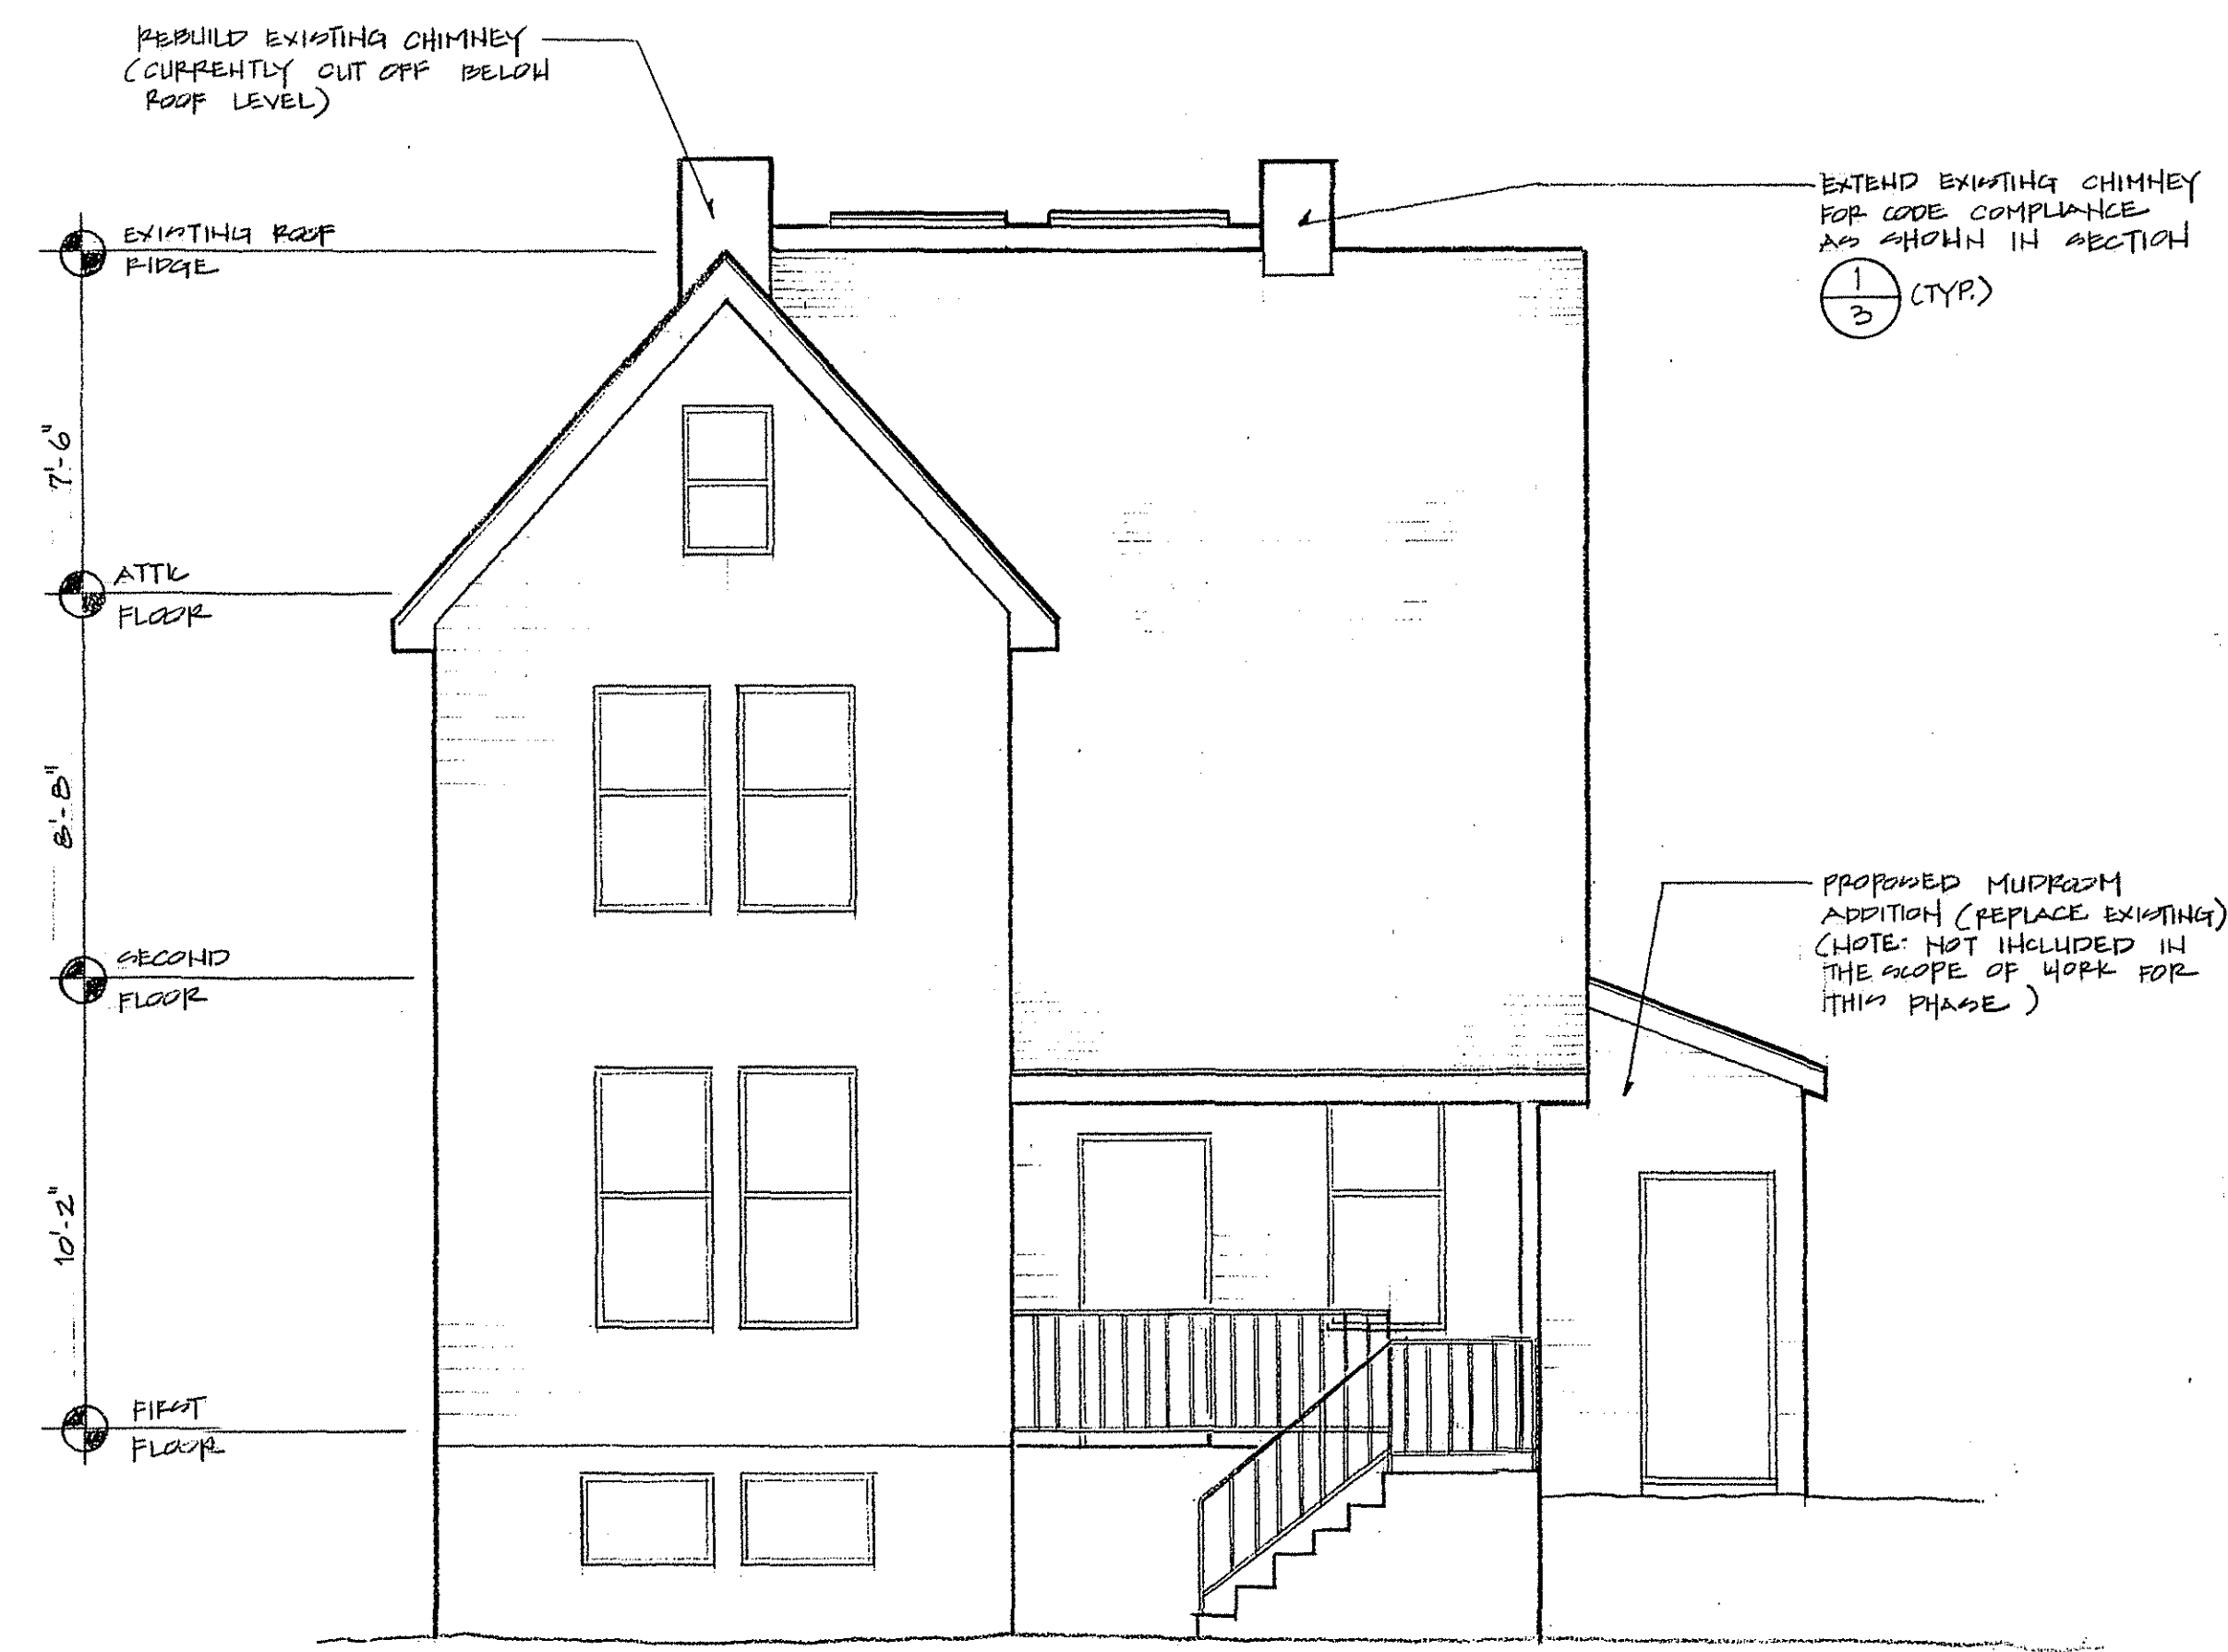 REBUILD EXISTING CHIMNEY
(CURRENTLY CUT OFF BELOW
ROOF LEVEL)
EXTEND EXISTING CHIMNEY
FOR CODE COMPLIANCE
AS SHOWN IN SECTION
1
3
(TYP.)
EXISTING ROOF
RIDGE
7'-6"
ATTIC
FLOOR
8'-8"
SECOND
FLOOR
PROPOSED MUDROOM
ADDITION (REPLACE EXISTING)
(NOTE: NOT INCLUDED IN
THE SCOPE OF WORK FOR
THIS PHASE)
10'-2"
FIRST
FLOOR